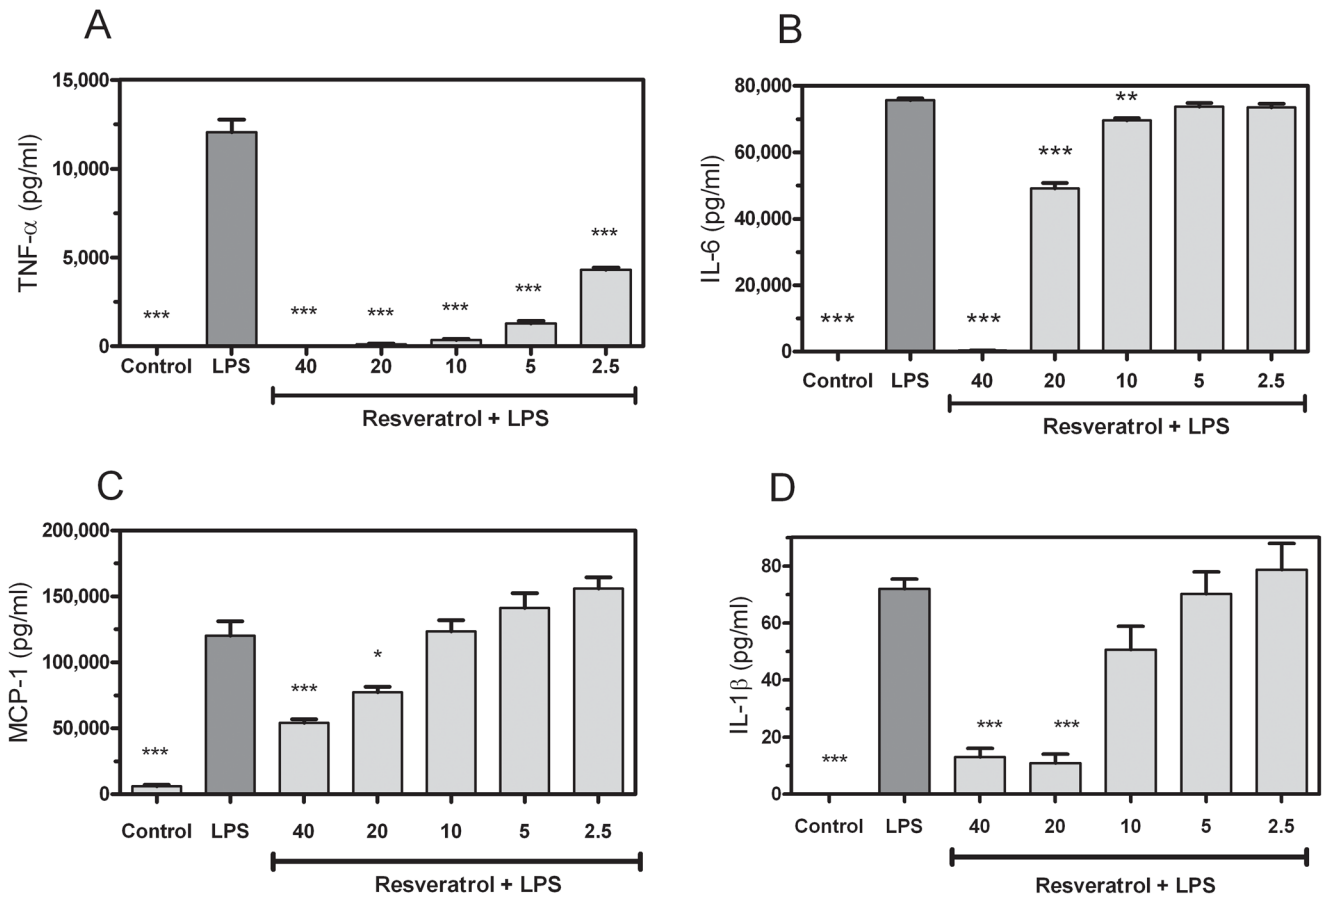 A
TNF-α (pg/ml)
15,000
10,000
5,000
0
*** *** *** *** *** ***
Control LPS 40 20 10 5 2.5
Resveratrol + LPS
B
IL-6 (pg/ml)
80,000
60,000
40,000
20,000
0
*** *** *** **
Control LPS 40 20 10 5 2.5
Resveratrol + LPS
C
MCP-1 (pg/ml)
200,000
150,000
100,000
50,000
0
*** *** *
Control LPS 40 20 10 5 2.5
Resveratrol + LPS
D
IL-1β (pg/ml)
80
60
40
20
0
*** *** ***
Control LPS 40 20 10 5 2.5
Resveratrol + LPS